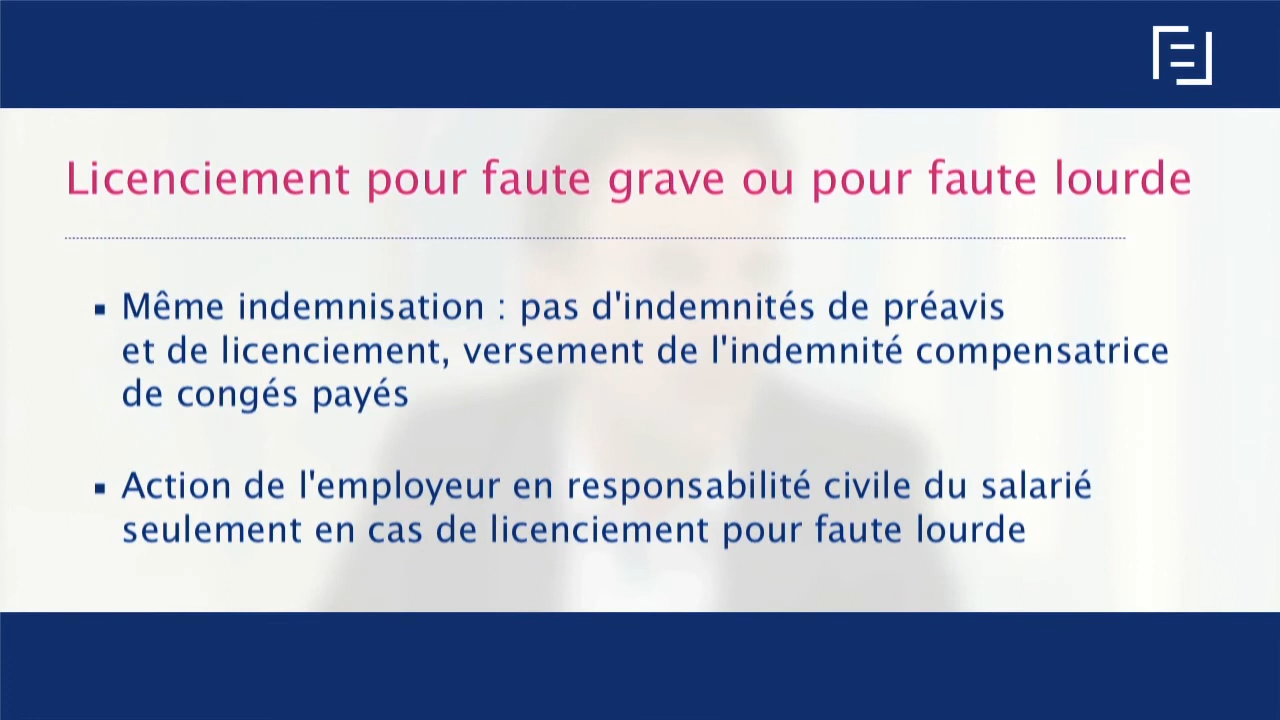 Licenciement pour faute grave ou pour faute lourde
▪ Même indemnisation : pas d'indemnités de préavis
et de licenciement, versement de l'indemnité compensatrice
de congés payés
▪ Action de l'employeur en responsabilité civile du salarié
seulement en cas de licenciement pour faute lourde